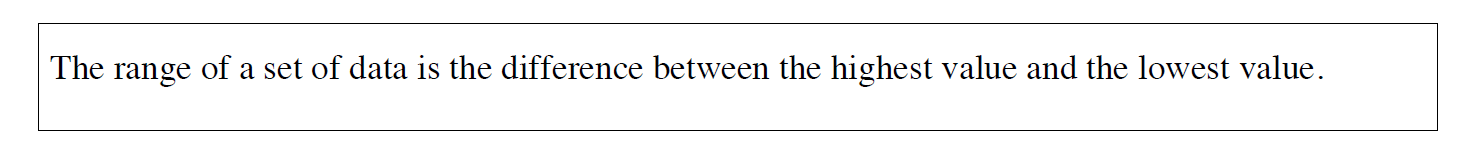 The range of a set of data is the difference between the highest value and the lowest value.